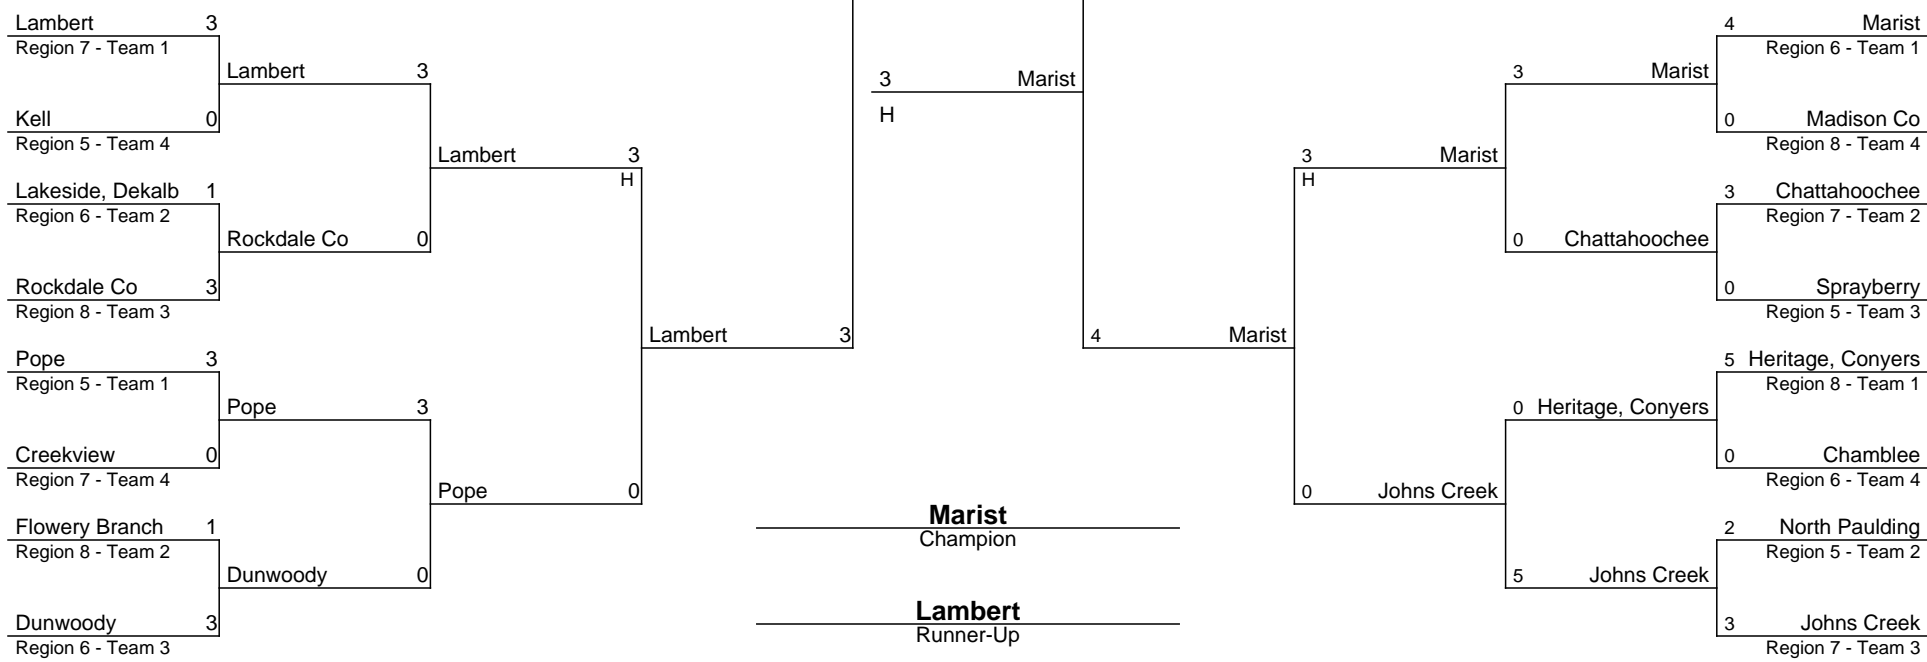 Lambert 3
Region 7 - Team 1
Lambert 3
Kell 0
Region 5 - Team 4
Lambert 3
H
Lakeside, Dekalb 1
Region 6 - Team 2
Rockdale Co 0
Rockdale Co 3
Region 8 - Team 3
Lambert 3
Pope 3
Region 5 - Team 1
Pope 3
Creekview 0
Region 7 - Team 4
Pope 0
Flowery Branch 1
Region 8 - Team 2
Dunwoody 0
Dunwoody 3
Region 6 - Team 3
3 Marist
H
Marist
Champion
Lambert
Runner-Up
4 Marist
Region 6 - Team 1
3 Marist
0 Madison Co
Region 8 - Team 4
3 Marist
H
3 Chattahoochee
Region 7 - Team 2
0 Chattahoochee
0 Sprayberry
Region 5 - Team 3
4 Marist
5 Heritage, Conyers
Region 8 - Team 1
0 Heritage, Conyers
0 Chamblee
Region 6 - Team 4
0 Johns Creek
2 North Paulding
Region 5 - Team 2
5 Johns Creek
3 Johns Creek
Region 7 - Team 3